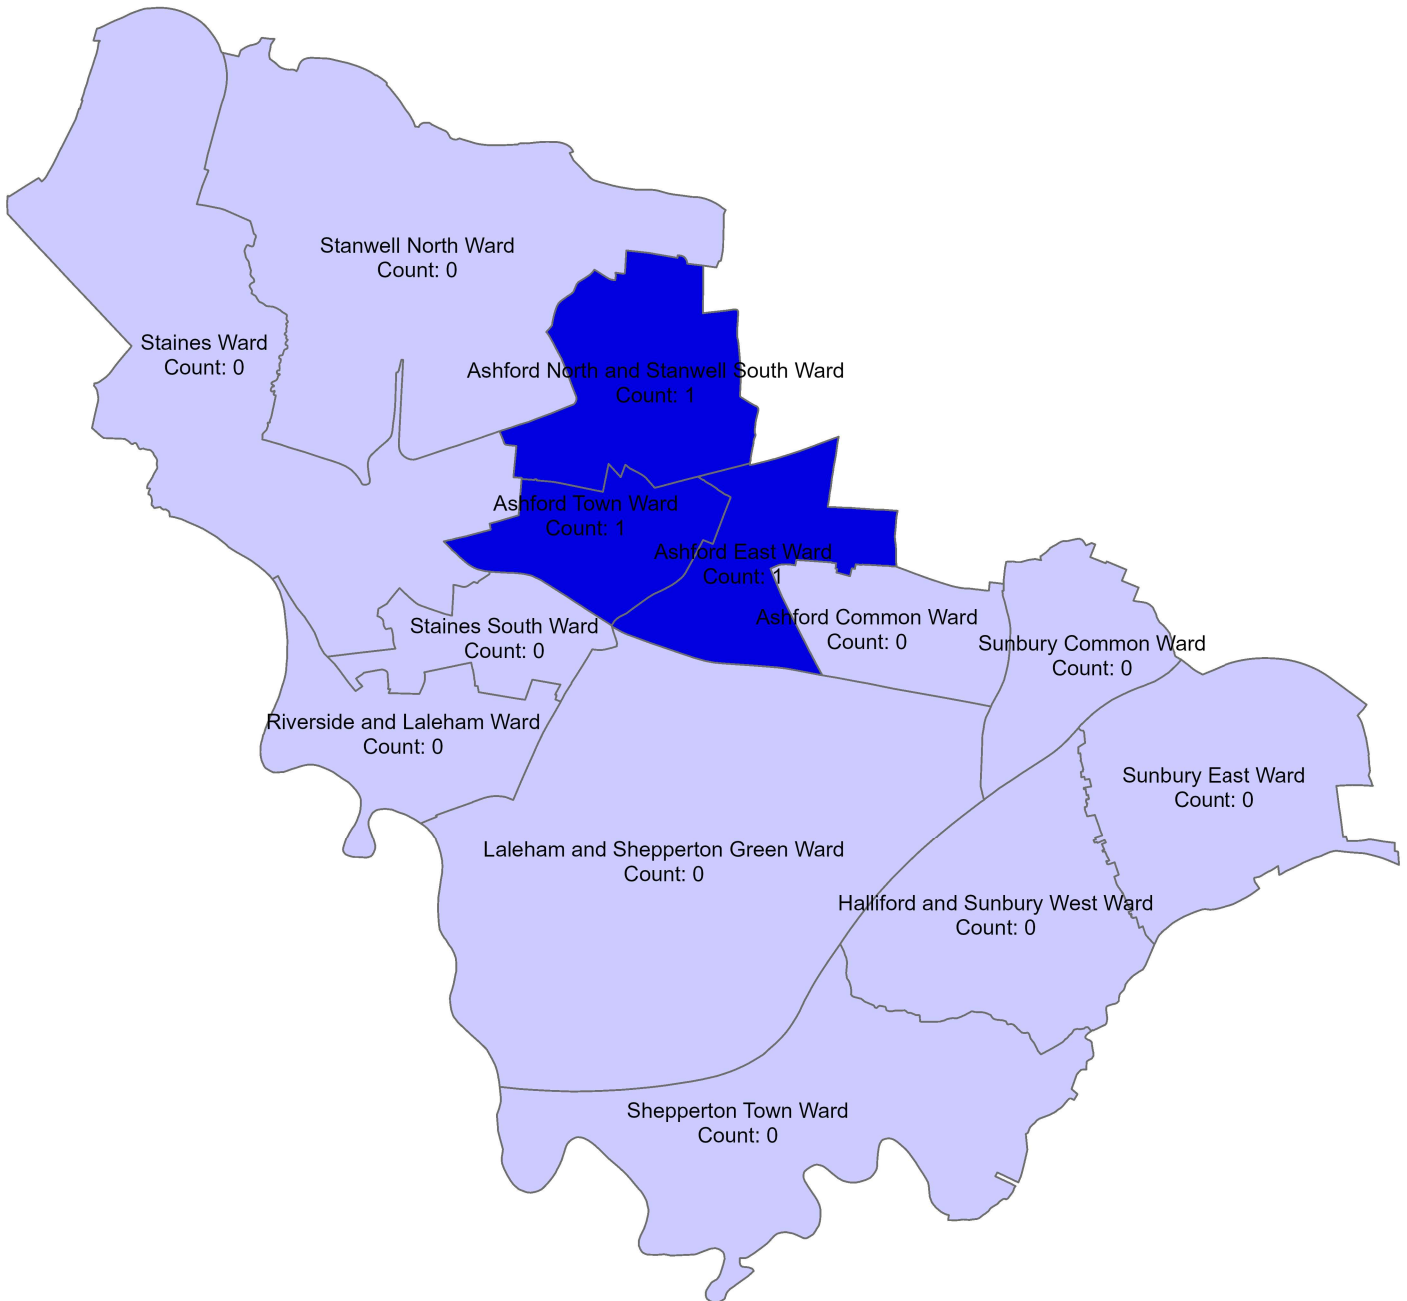 Stanwell North Ward
Count: 0
Staines Ward
Count: 0
Ashford North and Stanwell South Ward
Count: 1
Ashford Town Ward
Count: 1
Ashford East Ward
Count: 1
Ashford Common Ward
Count: 0
Staines South Ward
Count: 0
Sunbury Common Ward
Count: 0
Riverside and Laleham Ward
Count: 0
Sunbury East Ward
Count: 0
Laleham and Shepperton Green Ward
Count: 0
Halliford and Sunbury West Ward
Count: 0
Shepperton Town Ward
Count: 0